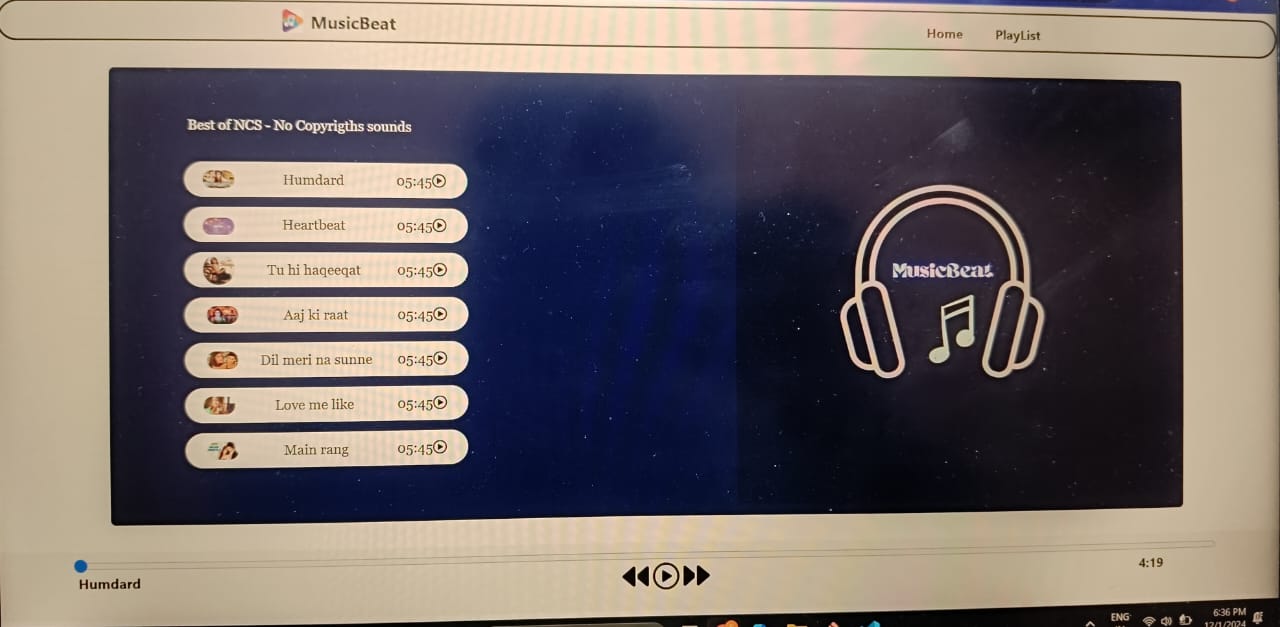 MusicBeat
Home PlayList
Best of NCS - No Copyrigths sounds
Humdard 05:45
Heartbeat 05:45
Tu hi haqeeqat 05:45
Aaj ki raat 05:45
Dil meri na sunne 05:45
Love me like 05:45
Main rang 05:45
MusicBeat
4:19
Humdard
ENG
6:36 PM
12/1/2024